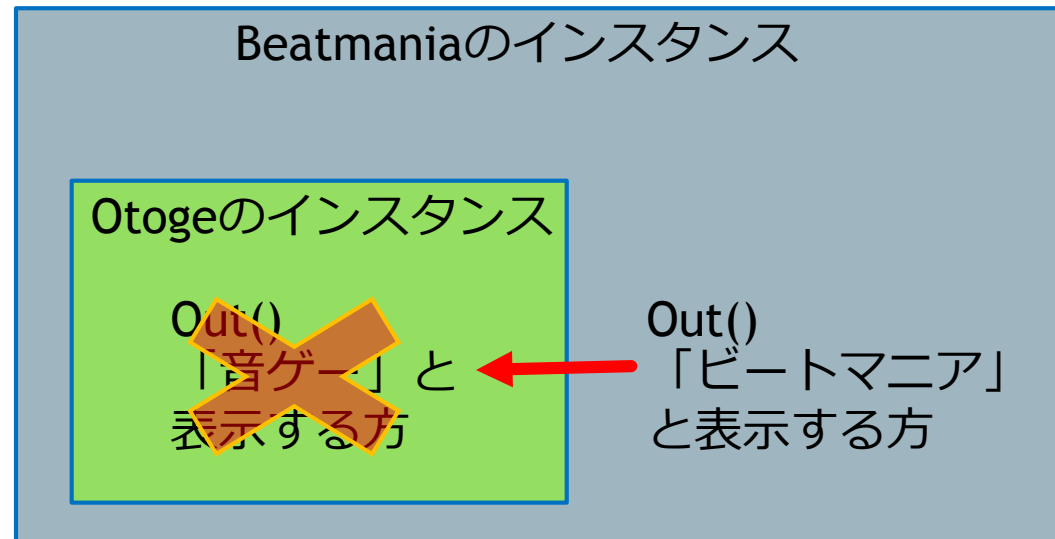 Beatmaniaのインスタンス
Otogeのインスタンス
Out()
「音ゲー」と
表示する方
Out()
「ビートマニア」
と表示する方